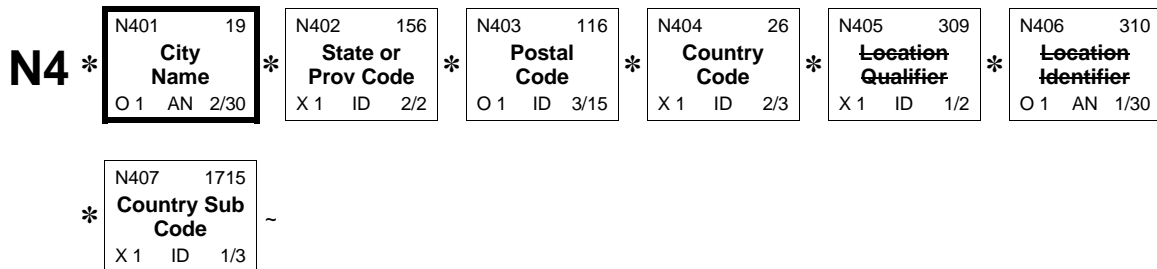 N401 19 N402 156 N403 116 N404 26 N405 309 N406 310
N4 * City Name * State or Prov Code * Postal Code * Country Code * Location Qualifier * Location Identifier
O 1 AN 2/30 X 1 ID 2/2 O 1 ID 3/15 X 1 ID 2/3 X 1 ID 1/2 O 1 AN 1/30
N407 1715
* Country Sub Code ~
X 1 ID 1/3